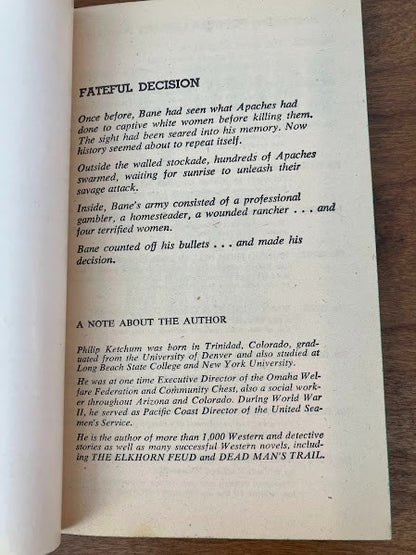 FATEFUL DECISION
Once before, Bane had seen what Apaches had
done to captive white women before killing them.
The sight had been seared into his memory. Now
history seemed about to repeat itself.
Outside the walled stockade, hundreds of Apaches
swarmed, waiting for sunrise to unleash their
savage attack.
Inside, Bane's army consisted of a professional
gambler, a homesteader, a wounded rancher . . . and
four terrified women.
Bane counted off his bullets . . . and made his
decision.
A NOTE ABOUT THE AUTHOR
Philip Ketchum was born in Trinidad, Colorado, grad-
uated from the University of Denver and also studied at
Long Beach State College and New York University.
He was at one time Executive Director of the Omaha Wel-
fare Federation and Community Chest, also a social work-
er throughout Arizona and Colorado. During World War
II, he served as Pacific Coast Director of the United Sea-
men's Service.
He is the author of more than 1,000 Western and detective
stories as well as many successful Western novels, includ-
ing THE ELKHORN FEUD and DEAD MAN'S TRAIL.